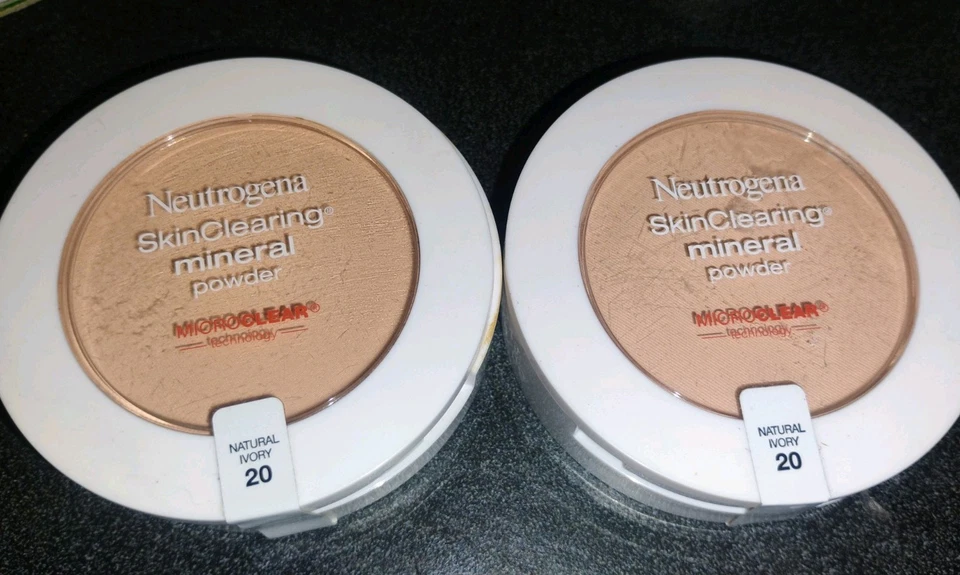 Neutrogena
SkinClearing®
mineral
powder
MICROCLEAR®
technology
NATURAL
IVORY
20
Neutrogena
SkinClearing®
mineral
powder
MICROCLEAR®
technology
NATURAL
IVORY
20